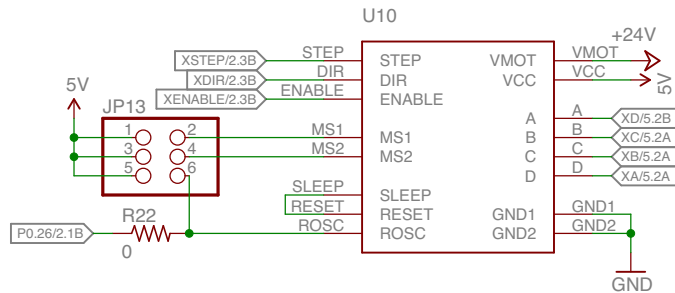 U10
+24V
XSTEP/2.3B STEP STEP VMOT VMOT
XDIR/2.3B DIR DIR VCC VCC 5V
XENABLE/2.3B ENABLE ENABLE
5V
JP13
A A XD/5.2B
1 2 MS1 MS1 B B XC/5.2A
3 4 MS2 MS2 C C XB/5.2A
5 6 D D XA/5.2A
SLEEP SLEEP
RESET RESET GND1 GND1
R22
P0.26/2.1B ROSC ROSC GND2 GND2
0
GND